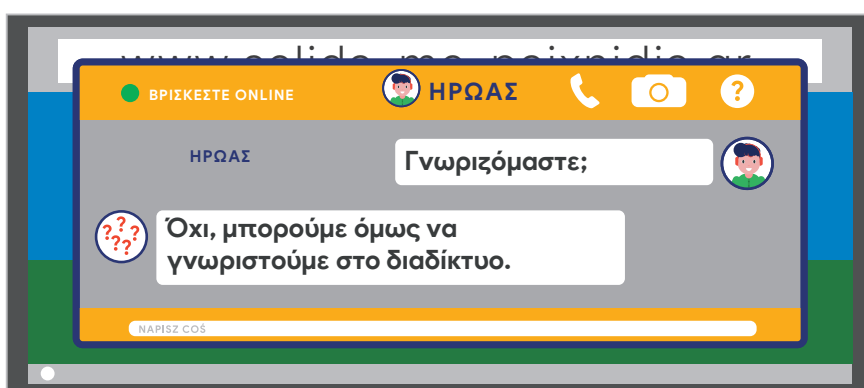 ΒΡΙΣΚΕΣΤΕ ONLINE
ΗΡΩΑΣ
?
ΗΡΩΑΣ
Γνωριζόμαστε;
???
??
Όχι, μπορούμε όμως να
γνωριστούμε στο διαδίκτυο.
NAPISZ COŚ